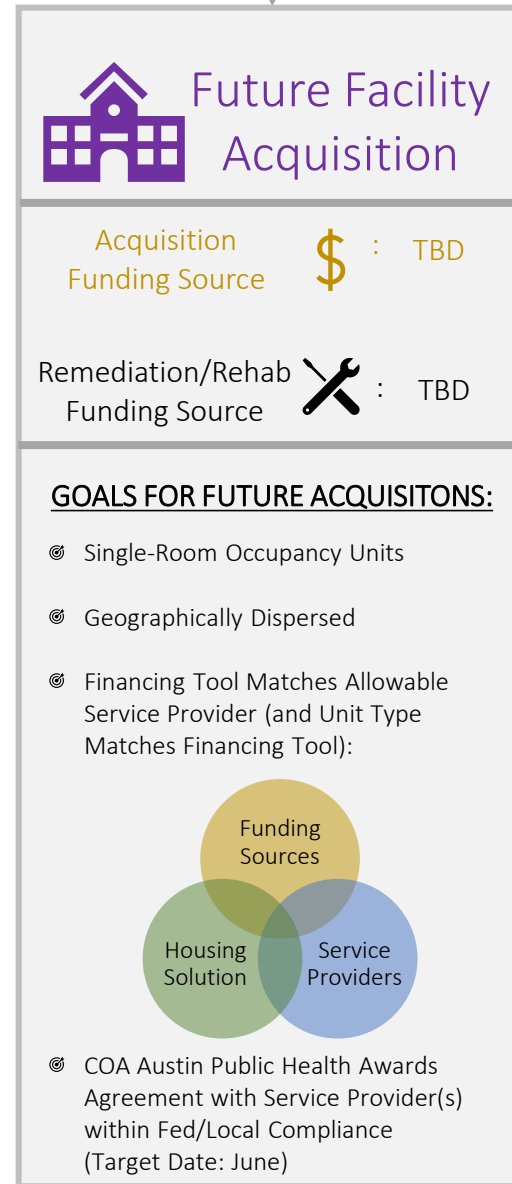 Future Facility
Acquisition
Acquisition
Funding Source
$ : TBD
Remediation/Rehab
Funding Source
: TBD
GOALS FOR FUTURE ACQUISITONS:
Single-Room Occupancy Units
Geographically Dispersed
Financing Tool Matches Allowable
Service Provider (and Unit Type
Matches Financing Tool):
Funding
Sources
Housing
Solution
Service
Providers
COA Austin Public Health Awards
Agreement with Service Provider(s)
within Fed/Local Compliance
(Target Date: June)